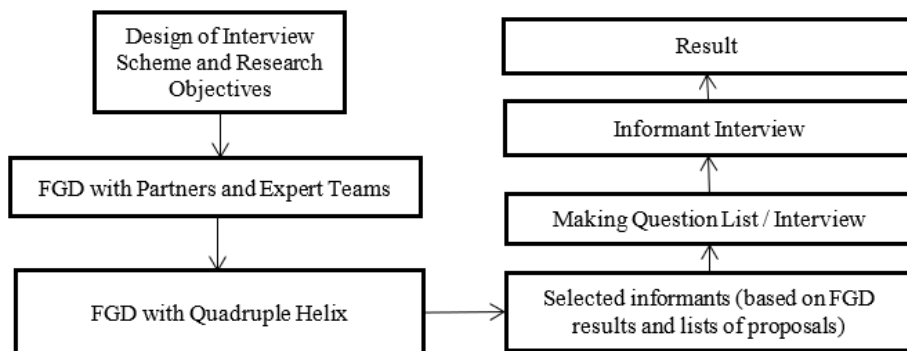 Design of Interview
Scheme and Research
Objectives
FGD with Partners and Expert Teams
FGD with Quadruple Helix
Selected informants (based on FGD
results and lists of proposals)
Making Question List / Interview
Informant Interview
Result